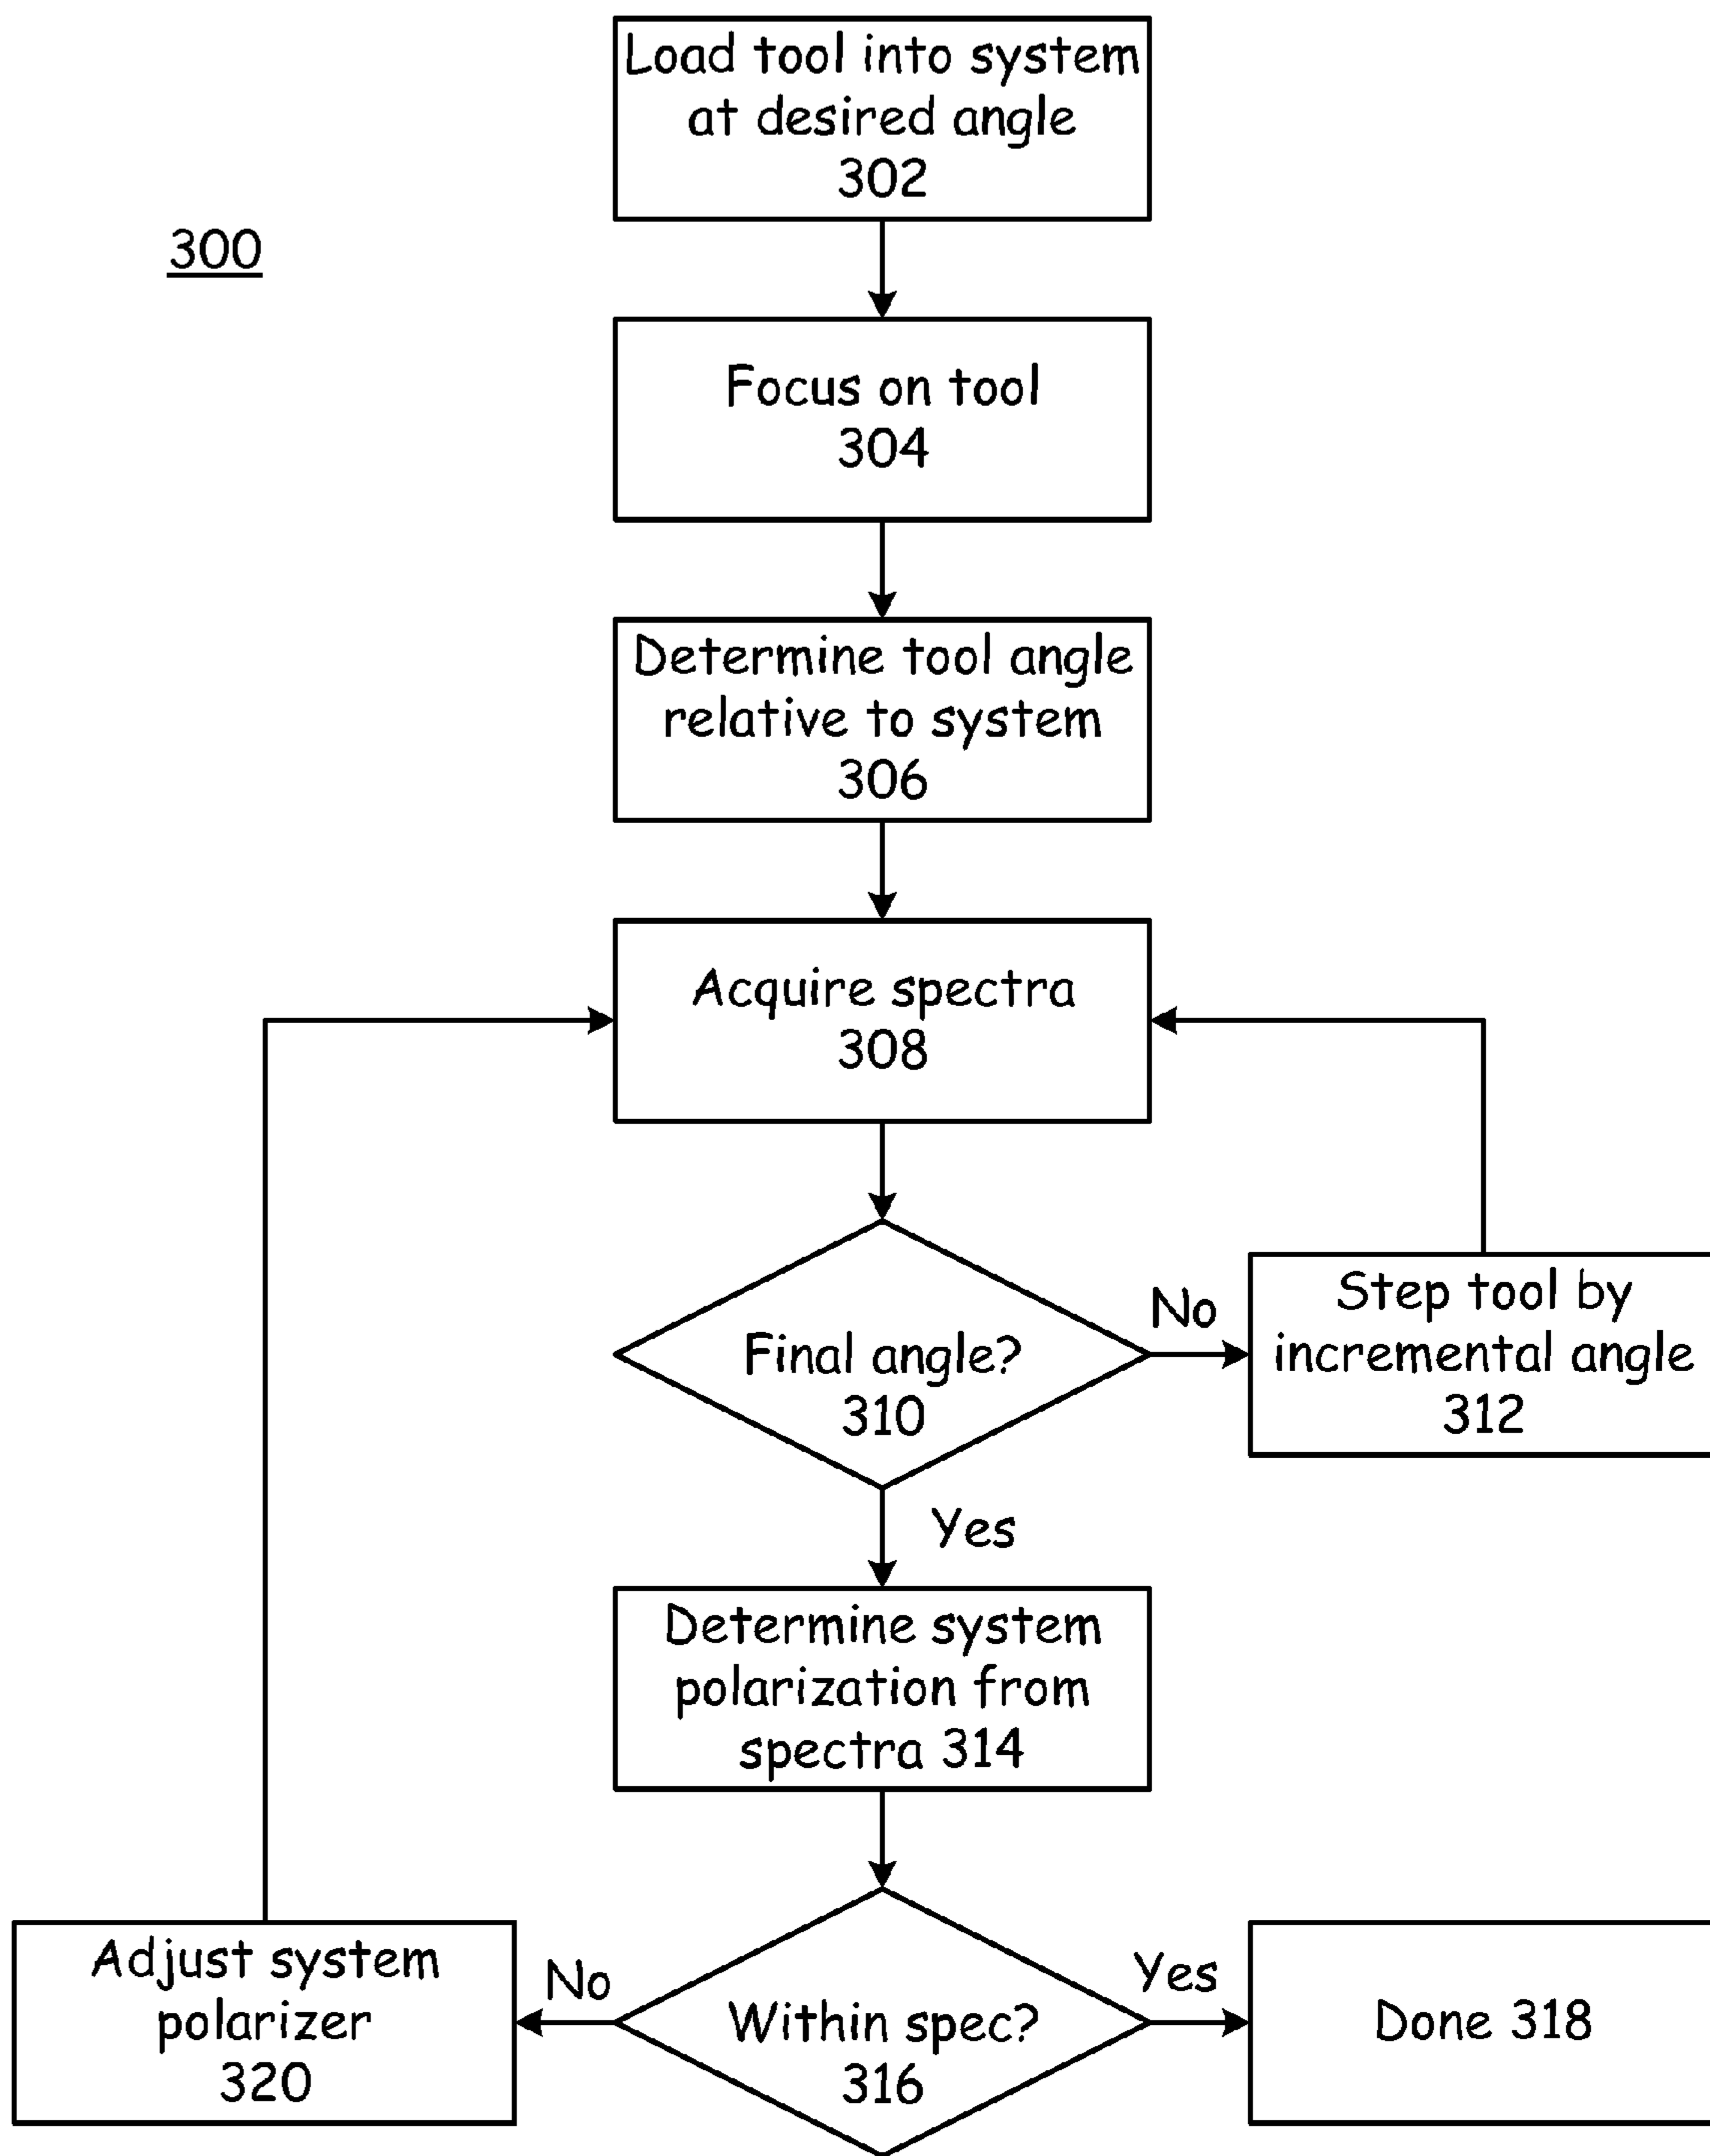 Load tool into system
at desired angle
302
300
Focus on tool
304
Determine tool angle
relative to system
306
Acquire spectra
308
Final angle?
310
No
Step tool by
incremental angle
312
Yes
Determine system
polarization from
spectra 314
Adjust system
polarizer
320
No
Within spec?
316
Yes
Done 318